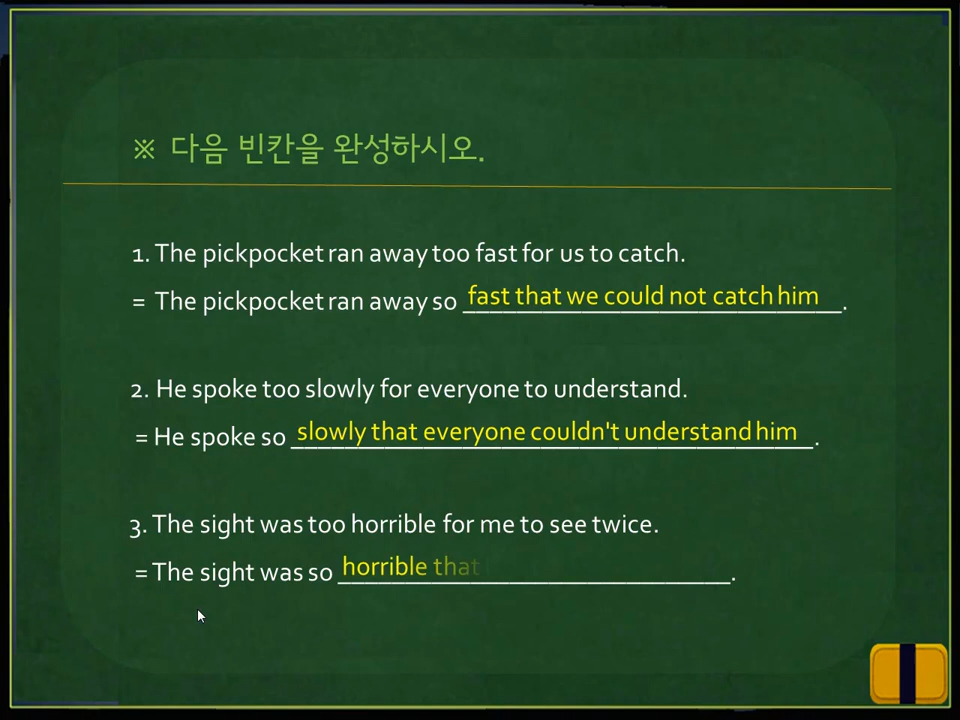 ※ 다음 빈칸을 완성하시오.
1. The pickpocket ran away too fast for us to catch.
= The pickpocket ran away so fast that we could not catch him.
2. He spoke too slowly for everyone to understand.
= He spoke so slowly that everyone couldn't understand him.
3. The sight was too horrible for me to see twice.
= The sight was so horrible that ____________________.